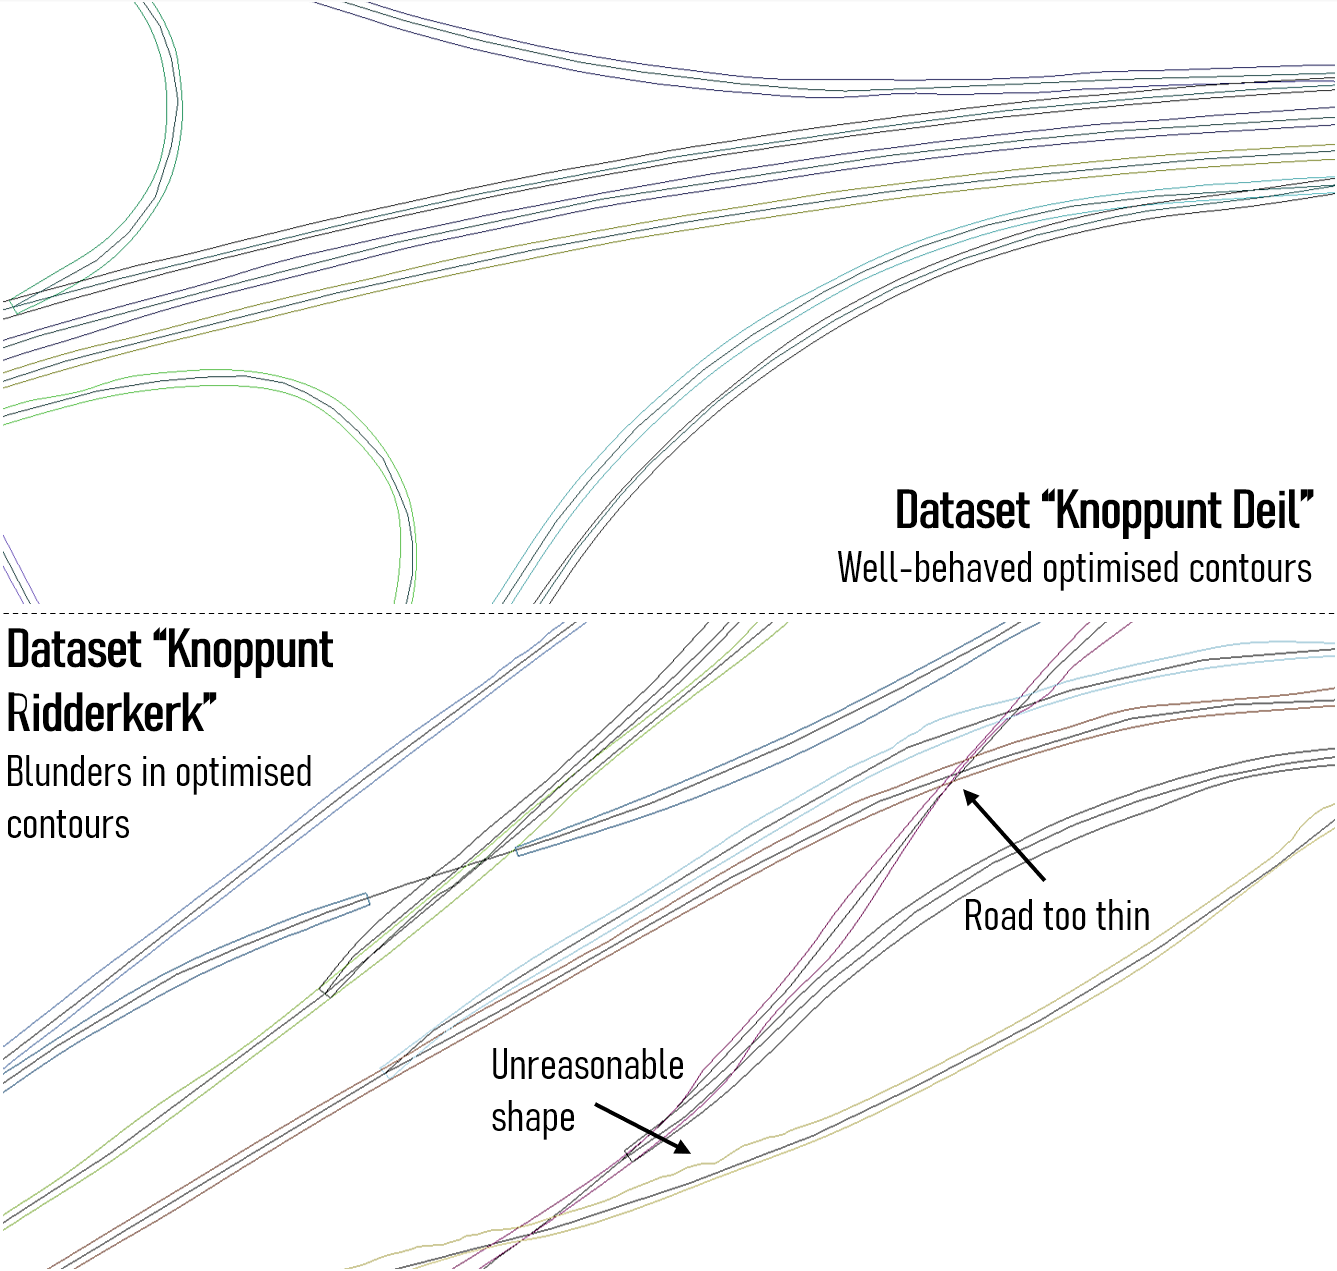 Dataset “Knoppunt Deil”
Well-behaved optimised contours
Dataset “Knoppunt
Ridderkerk”
Blunders in optimised
contours
Road too thin
Unreasonable
shape